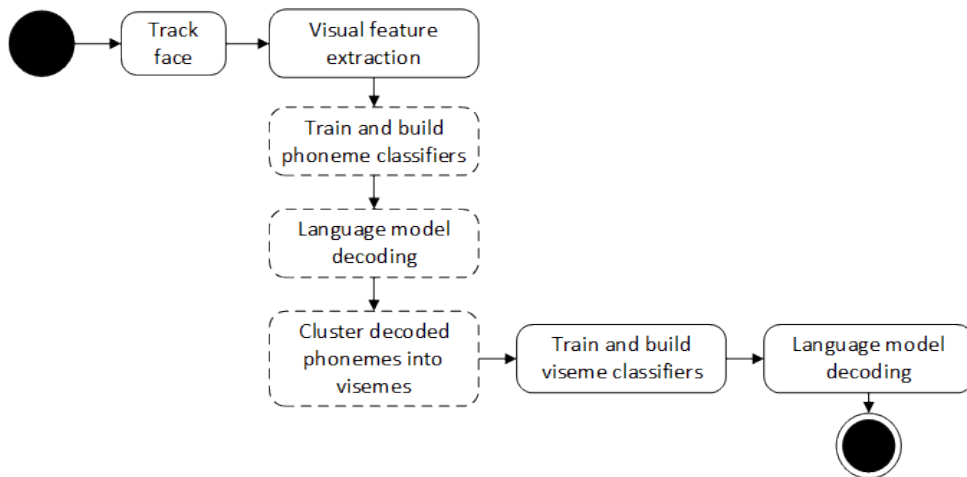 Track
face
Visual feature
extraction
Train and build
phoneme classifiers
Language model
decoding
Cluster decoded
phonemes into
visemes
Train and build
viseme classifiers
Language model
decoding